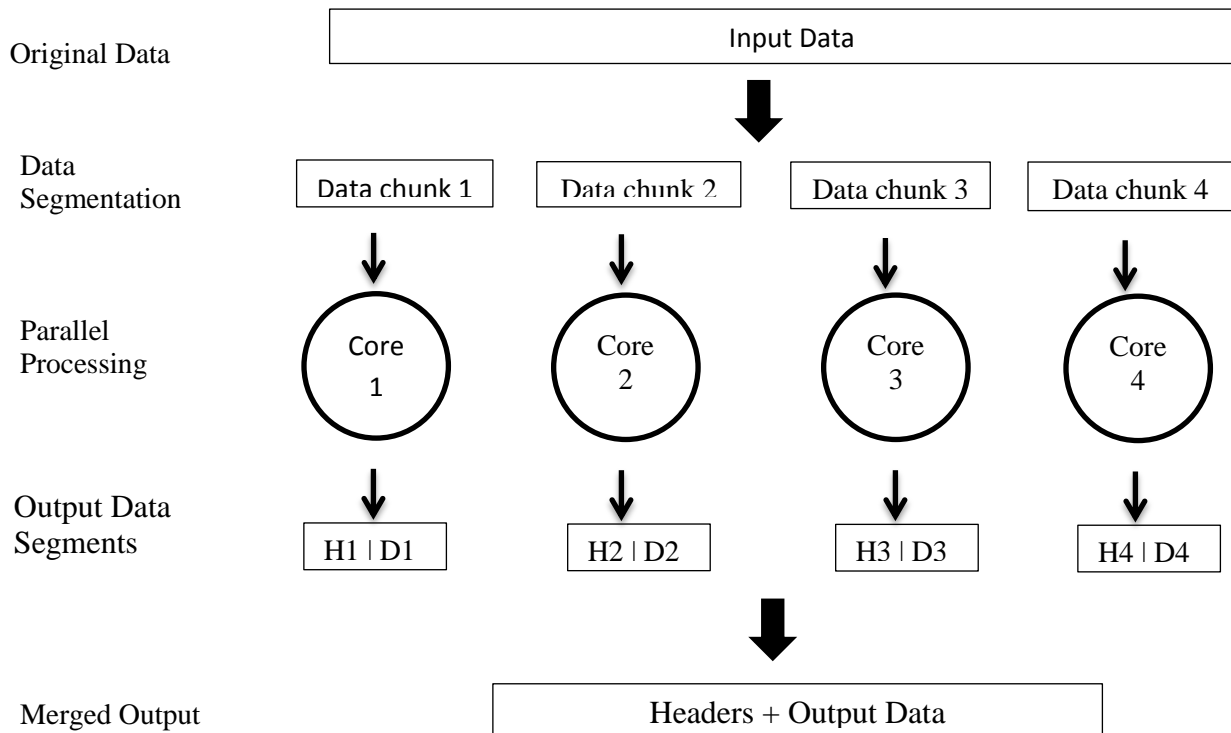 Original Data
Input Data
Data
Segmentation
Data chunk 1
Data chunk 2
Data chunk 3
Data chunk 4
Parallel
Processing
Core
1
Core
2
Core
3
Core
4
Output Data
Segments
H1 | D1
H2 | D2
H3 | D3
H4 | D4
Merged Output
Headers + Output Data